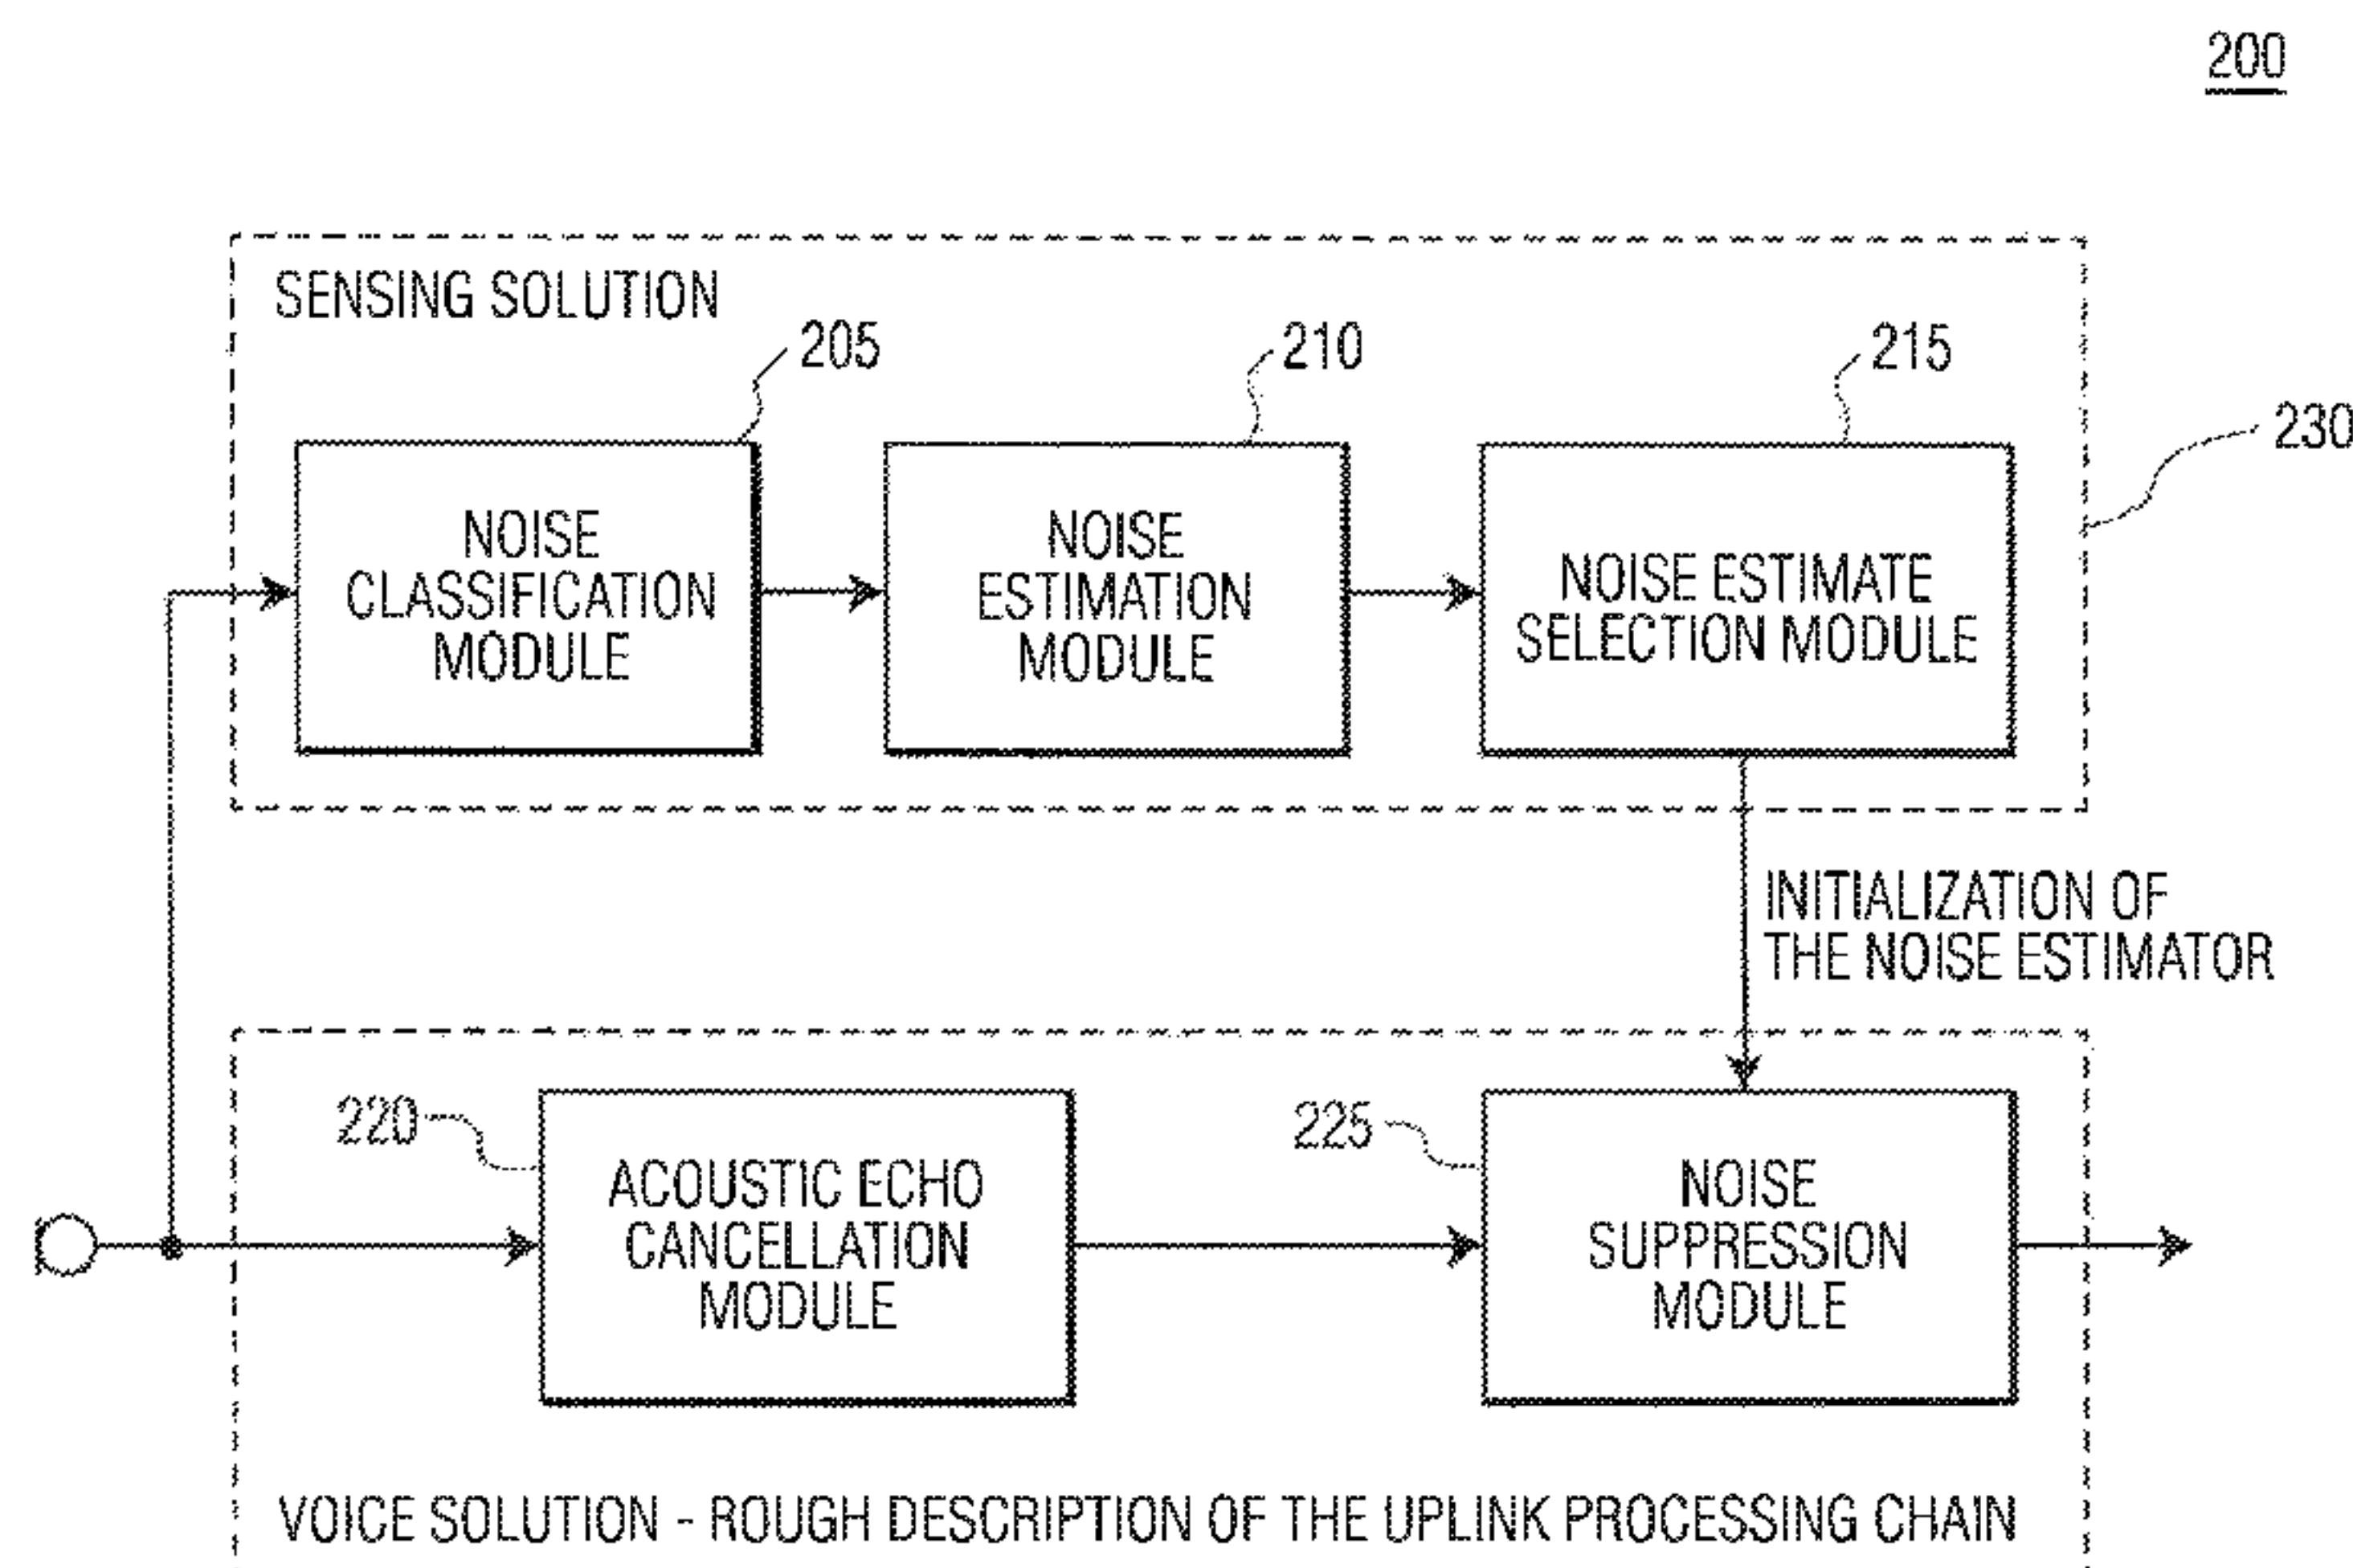 200
SENSING SOLUTION
205
210
215
230
NOISE
CLASSIFICATION
MODULE
NOISE
ESTIMATION
MODULE
NOISE ESTIMATE
SELECTION MODULE
INITIALIZATION OF
THE NOISE ESTIMATOR
220
225
ACOUSTIC ECHO
CANCELLATION
MODULE
NOISE
SUPPRESSION
MODULE
VOICE SOLUTION - ROUGH DESCRIPTION OF THE UPLINK PROCESSING CHAIN